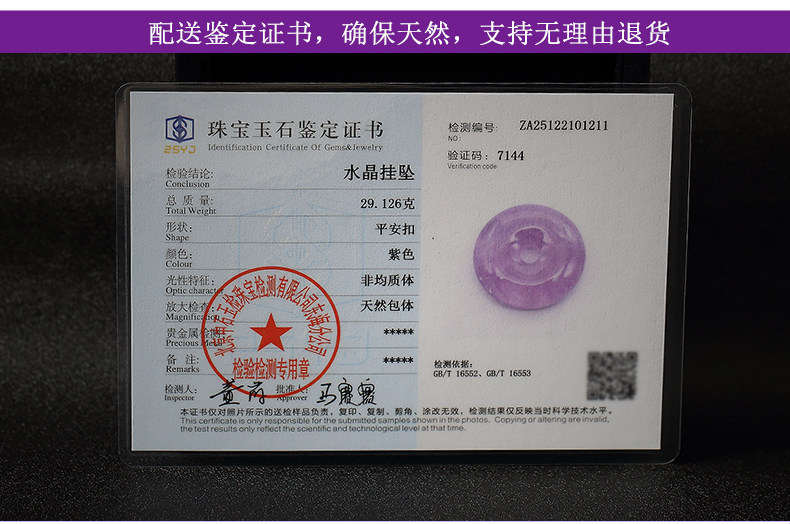 配送鉴定证书，确保天然，支持无理由退货
ZSYJ
珠宝玉石鉴定证书
Identification Certificate Of Gems&Jewelry
检验结论:
Conclusion
水晶挂坠
总 质 量:
Total Weight
29.126克
形状:
Shape
平安扣
颜色:
Colour
紫色
光性特征:
Optic character
非均质体
放大检查:
Magnification
天然包体
贵金属检测:
Precious Metal
*****
备 注:
Remarks
*****
检测人:
Inspector
批准人:
Approver
检验检测专用章
检测编号:
NO:
ZA25122101211
验证码: 7144
Verification code
检测依据:
GB/T 16552、GB/T 16553
本证书仅对照片所示的送检样品负责，复印、复制、剪角、涂改无效，检测结果仅反映当时科学技术水平。
This certificate is only responsible for the submitted samples shown in the photos. Copying or altering are invalid,
the test results only reflect the scientific and technological level at that time.